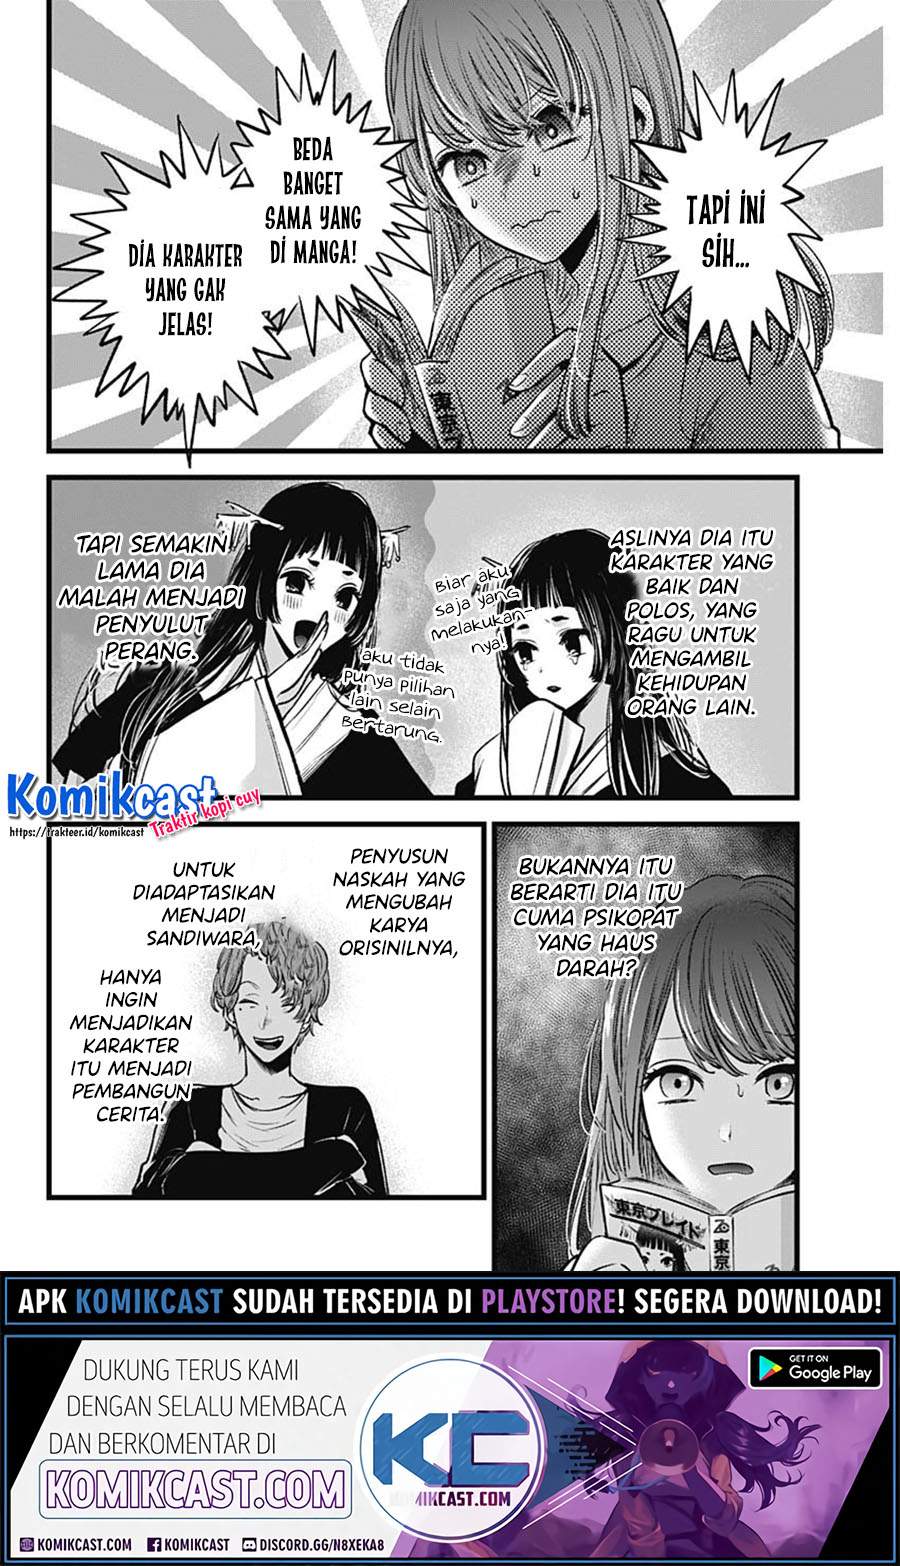 TAPI INI
SIH...
BEDA
BANGET
SAMA YANG
DI MANGA!
DIA KARAKTER
YANG GAK
JELAS!
東京ブ
ASLINYA DIA ITU
KARAKTER YANG
BAIK DAN
POLOS, YANG
RAGU UNTUK
MENGAMBIL
KEHIDUPAN
ORANG LAIN.
Biar aku
saja yang
melakukan-
nya!
TAPI SEMAKIN
LAMA DIA
MALAH MENJADI
PENYULUT
PERANG.
aku tidak
punya pilihan
lain selain
Bertarung.
Komikcast
https://trakteer.id/komikcast
Traktir kopi cuy
BUKANNYA ITU
BERARTI DIA ITU
CUMA PSIKOPAT
YANG HAUS
DARAH?
東京ブレイド
東京
PENYUSUN
NASKAH YANG
MENGUBAH
KARYA
ORISINILNYA,
UNTUK
DIADAPTASIKAN
MENJADI
SANDIWARA,
HANYA
INGIN
MENJADIKAN
KARAKTER
ITU MENJADI
PEMBANGUN
CERITA.
APK KOMIKCAST SUDAH TERSEDIA DI PLAYSTORE! SEGERA DOWNLOAD!
DUKUNG TERUS KAMI
DENGAN SELALU MEMBACA
DAN BERKOMENTAR DI
KOMIKCAST.COM
KOMIKCAST.COM
KOMIKCAST
DISCORD.GG/N8XEKA8
KC
KOMIKCAST.COM
GET IT ON
Google Play